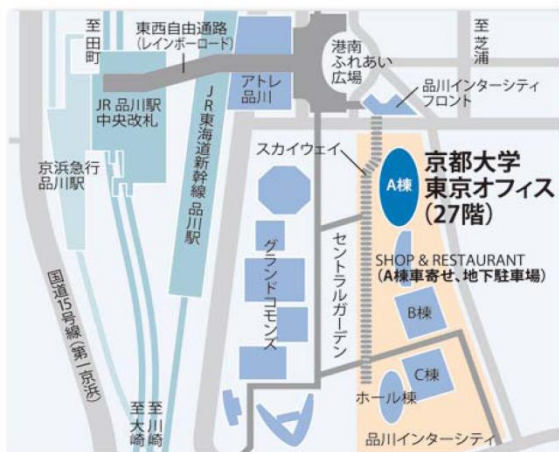 至田町
東西自由通路
(レインボーロード)
アトレ
品川
港南
ふれあい
広場
至芝浦
品川インターシティ
フロント
JR 品川駅
中央改札
JR東海道新幹線 品川駅
スカイウェイ
A棟
京都大学
東京オフィス
(27階)
京浜急行
品川駅
グランドコモンズ
セントラルガーデン
SHOP & RESTAURANT
(A棟車寄せ、地下駐車場)
B棟
国道15号線(第一京浜)
C棟
ホール棟
至大崎
至川崎
品川インターシティ